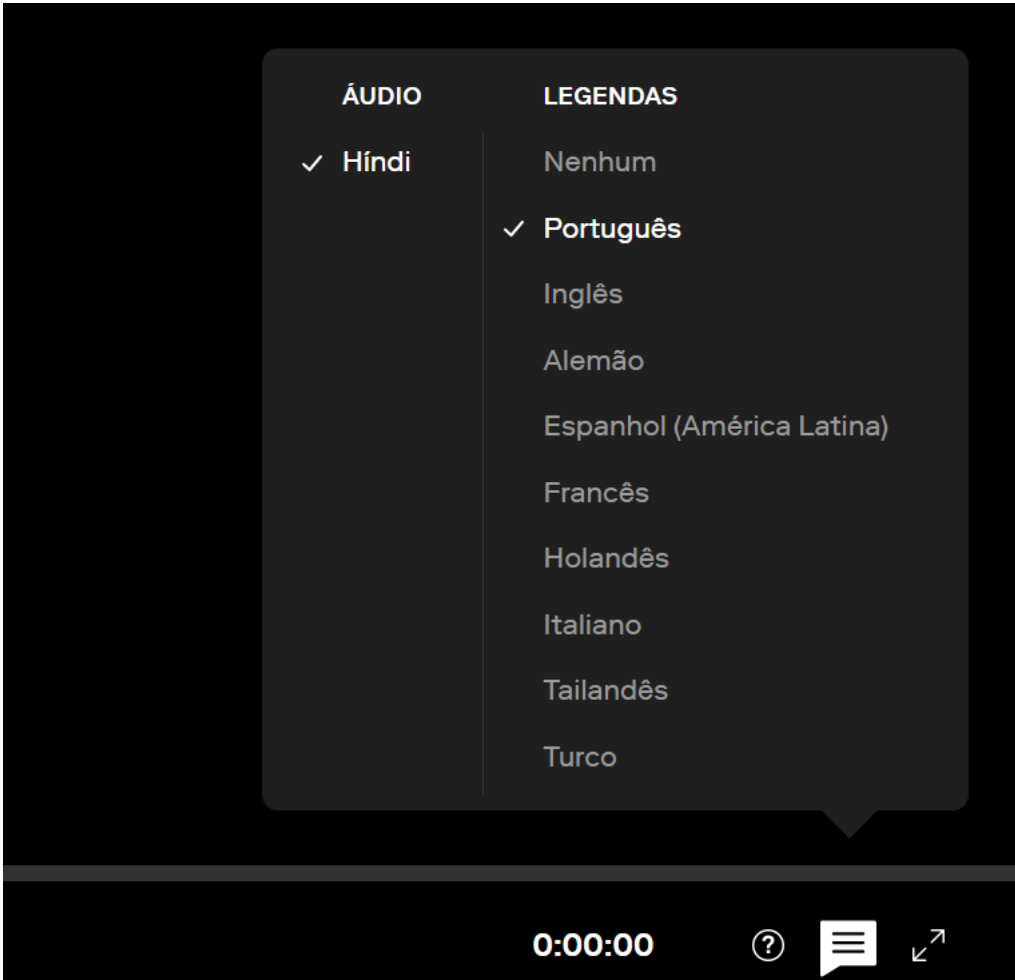 ÁUDIO
Híndi
LEGENDAS
Nenhum
Português
Inglês
Alemão
Espanhol (América Latina)
Francês
Holandês
Italiano
Tailandês
Turco
0:00:00
?